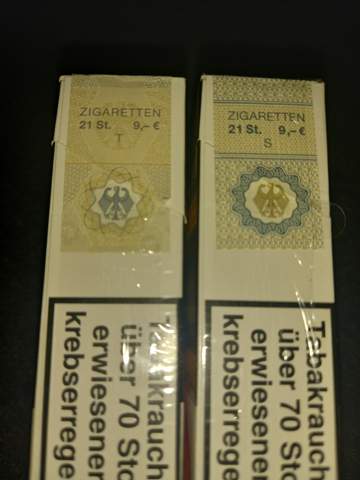 ZIGARETTEN
21 St. 9,– €
T
ZIGARETTEN
21 St. 9,– €
S
Tabakrauch
über 70 Sto
erwiesener
krebserrege
Tabakrauch
über 70 Sto
erwiesener
krebserrege